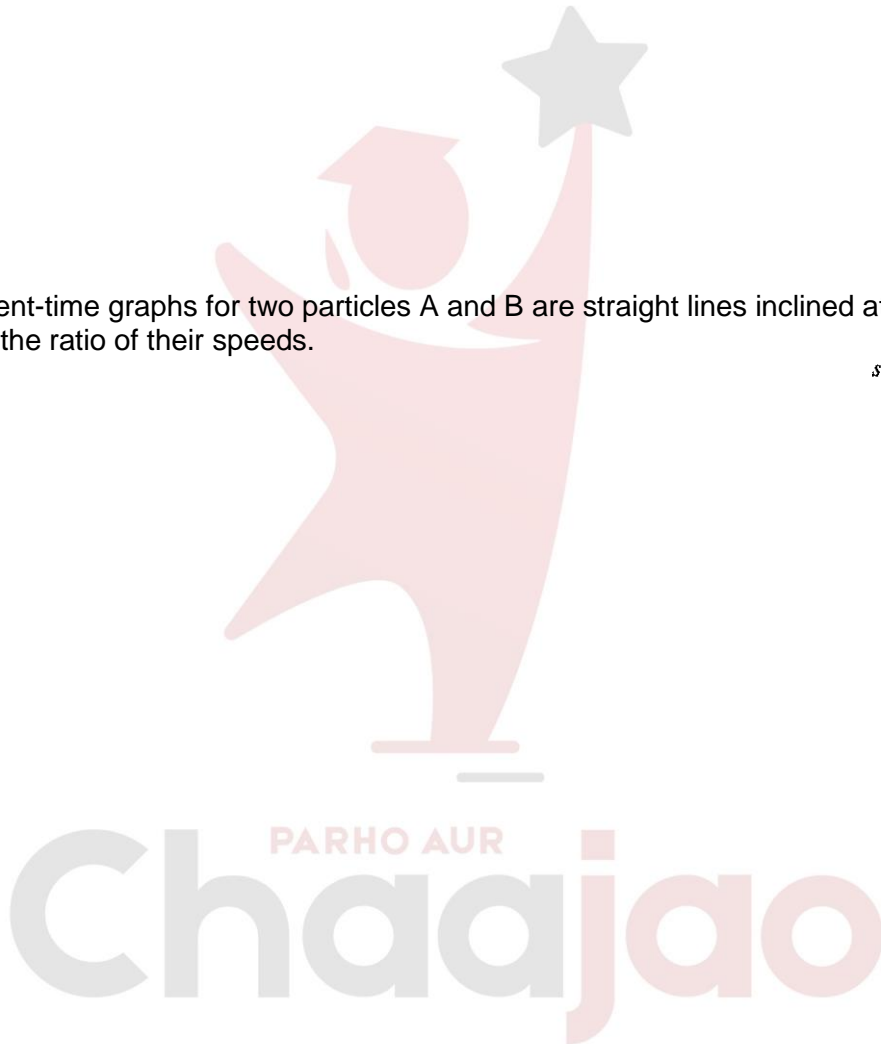 ent-time graphs for two particles A and B are straight lines inclined
the ratio of their speeds.
s
PARHO AUR
Chaajao